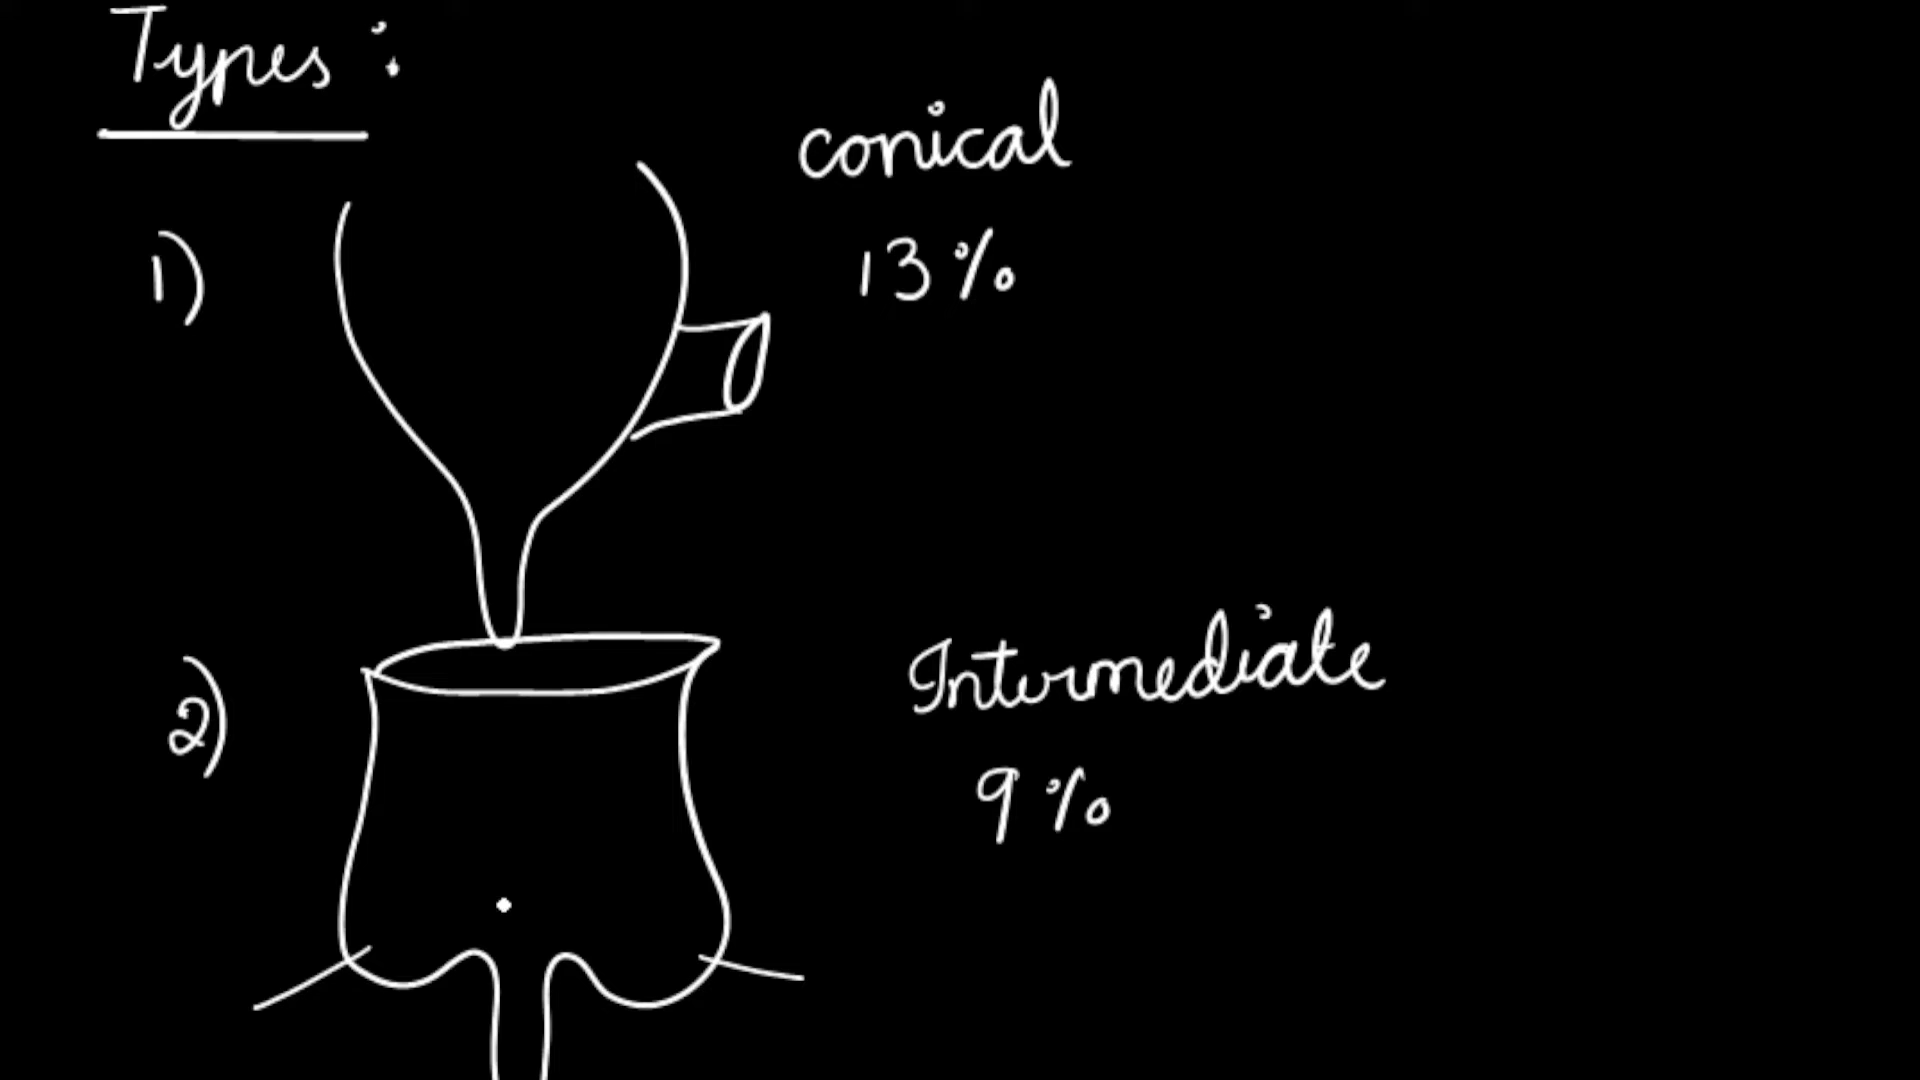 Types :
conical
1)
13%
Intermediate
2)
9%